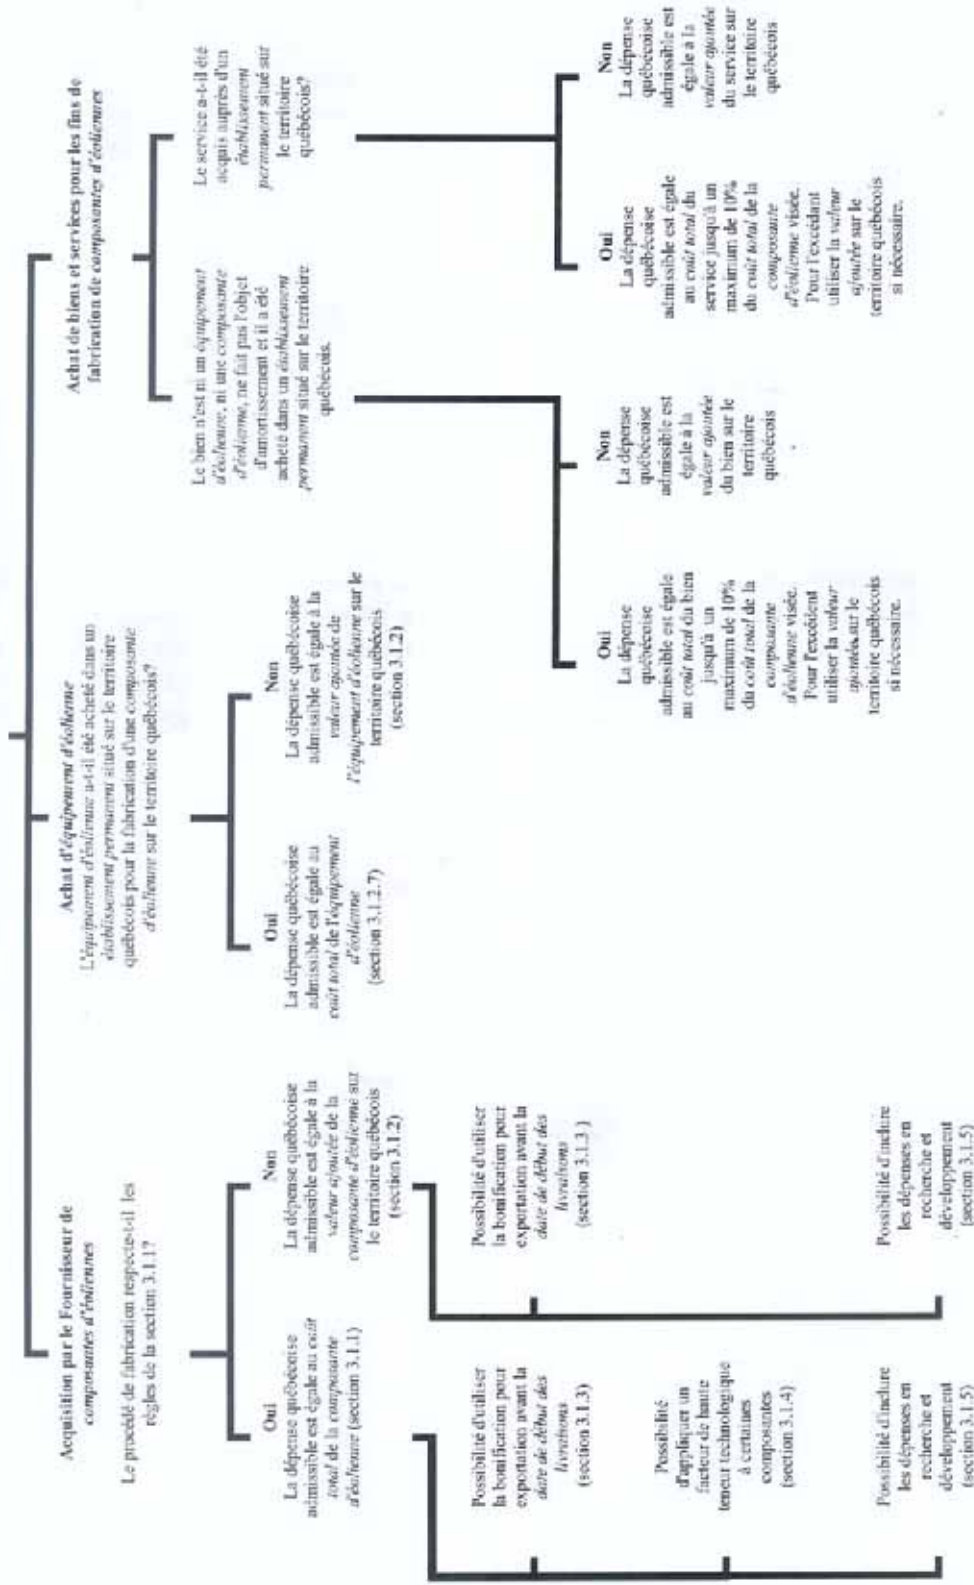 Acquisition par le Fournisseur de
composantes d'éoliennes
Le procédé de fabrication respecte-t-il les
règles de la section 3.1.1?
Oui
La dépense québécoise
admissible est égale au coût
total de la composante
d'éolienne (section 3.1.1)
Possibilité d'utiliser
la bonification pour
exportation avant la
date de début des
livraisons
(section 3.1.3)
Possibilité
d'appliquer un
facteur de haute
teneur technologique
à certaines
composantes
(section 3.1.4)
Possibilité d'inclure
les dépenses en
recherche et
développement
(section 3.1.5)
Non
La dépense québécoise
admissible est égale à la
valeur ajoutée de la
composante d'éolienne sur
le territoire québécois
(section 3.1.2)
Possibilité d'utiliser
la bonification pour
exportation avant la
date de début des
livraisons
(section 3.1.3 )
Possibilité d'inclure
les dépenses en
recherche et
développement
(section 3.1.5)
Achat d'équipement d'éolienne
L'équipement d'éolienne a-t-il été acheté dans un
établissement permanent situé sur le territoire
québécois pour la fabrication d'une composante
d'éolienne sur le territoire québécois?
Oui
La dépense québécoise
admissible est égale au
coût total de l'équipement
d'éolienne
(section 3.1.2.7)
Non
La dépense québécoise
admissible est égale à la
valeur ajoutée de
l'équipement d'éolienne sur le
territoire québécois
(section 3.1.2)
Achat de biens et services pour les fins de
fabrication de composantes d'éoliennes
Le bien n'est ni un équipement
d'éolienne, ni une composante
d'éolienne, ne fait pas l'objet
d'amortissement et il a été
acheté dans un établissement
permanent situé sur le territoire
québécois.
Oui
La dépense
québécoise
admissible est égale
au coût total du bien
jusqu'à un
maximum de 10%
du coût total de la
composante
d'éolienne visée.
Pour l'excédent
utiliser la valeur
ajoutée sur le
territoire québécois
si nécessaire.
Non
La dépense
québécoise
admissible est
égale à la
valeur ajoutée
du bien sur le
territoire
québécois
Le service a-t-il été
acquis auprès d'un
établissement
permanent situé sur
le territoire
québécois?
Oui
La dépense
québécoise
admissible est égale
au coût total du
service jusqu'à un
maximum de 10%
du coût total de la
composante
d'éolienne visée.
Pour l'excédant
utiliser la valeur
ajoutée sur le
territoire québécois
si nécessaire.
Non
La dépense
québécoise
admissible est
égale à la
valeur ajoutée
du service sur
le territoire
québécois